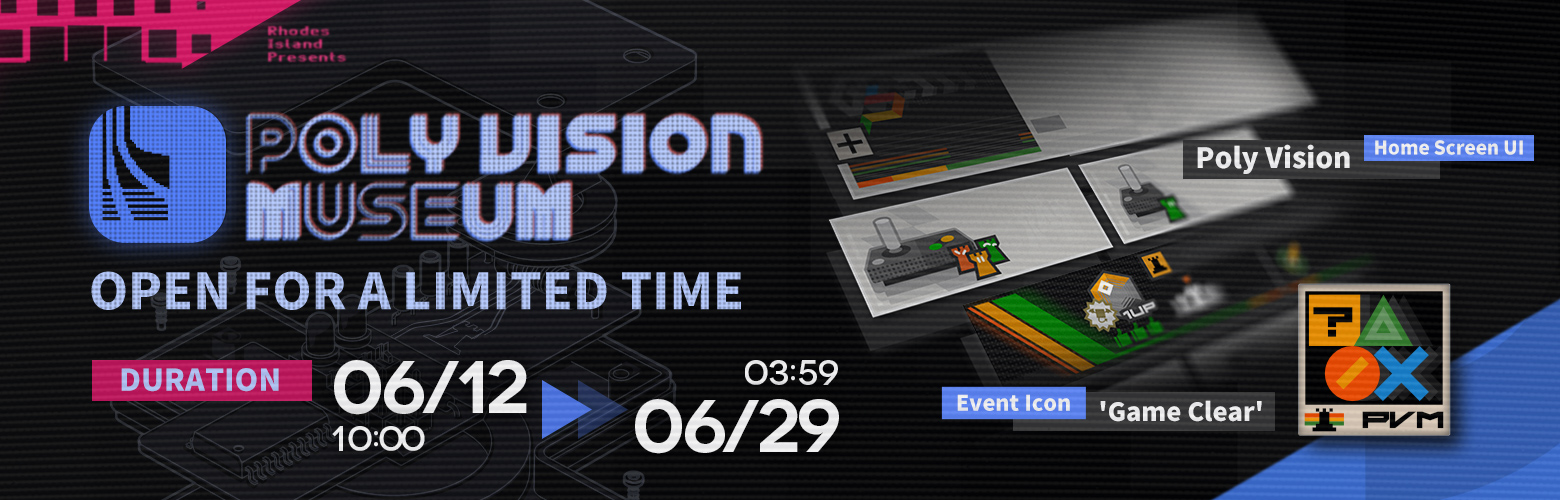 Rhodes
Island
Presents
POLY VISION
MUSEUM
OPEN FOR A LIMITED TIME
DURATION
06/12
10:00
03:59
06/29
Poly Vision
Home Screen UI
1UP
Event Icon
'Game Clear'
?
PVM